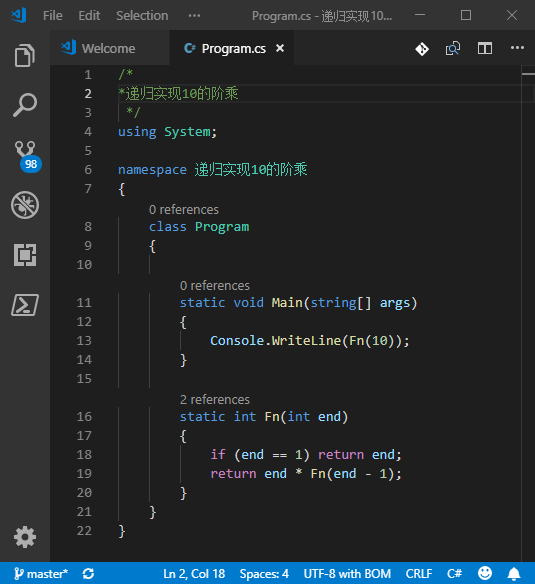 File Edit Selection ··· Program.cs - 递归实现10...
Welcome Program.cs
1 /*
2 *递归实现10的阶乘
3 */
4 using System;
5
6 namespace 递归实现10的阶乘
7 {
0 references
8 class Program
9 {
10
0 references
11 static void Main(string[] args)
12 {
13 Console.WriteLine(Fn(10));
14 }
15
2 references
16 static int Fn(int end)
17 {
18 if (end == 1) return end;
19 return end * Fn(end - 1);
20 }
21 }
22 }
98
master* Ln 2, Col 18 Spaces: 4 UTF-8 with BOM CRLF C#